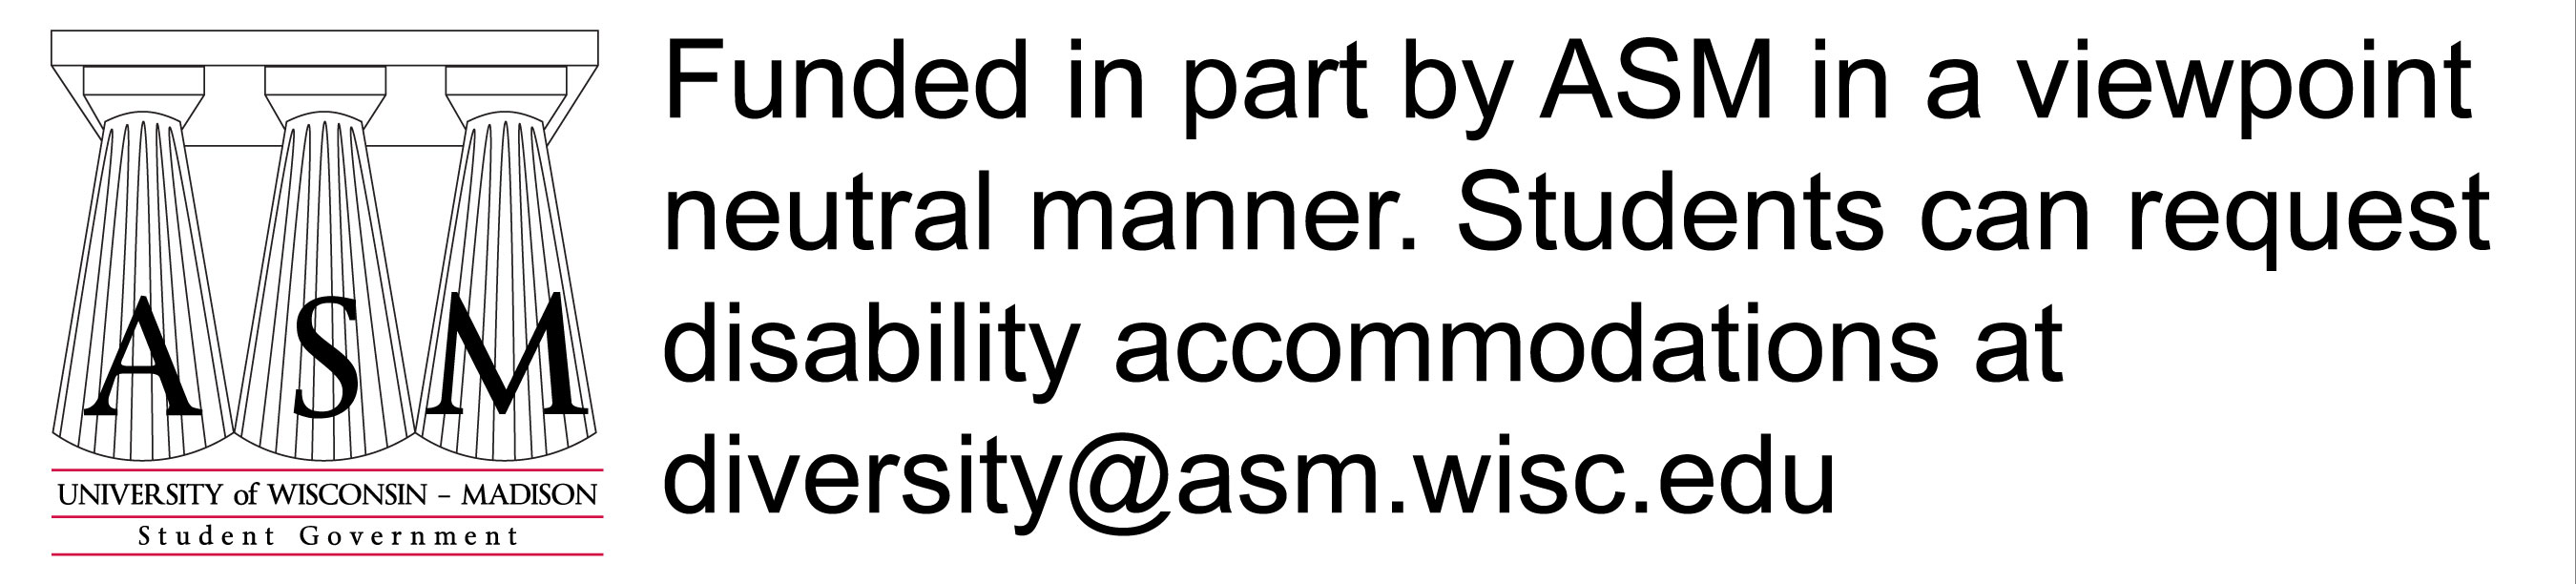 A S M
UNIVERSITY of WISCONSIN – MADISON
Student Government
Funded in part by ASM in a viewpoint
neutral manner. Students can request
disability accommodations at
diversity@asm.wisc.edu